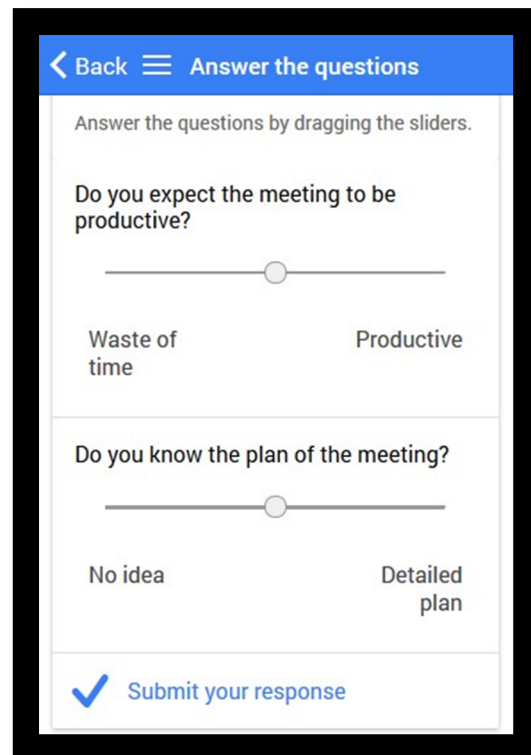 Back Answer the questions
Answer the questions by dragging the sliders.
Do you expect the meeting to be
productive?
Waste of
time
Productive
Do you know the plan of the meeting?
No idea
Detailed
plan
Submit your response